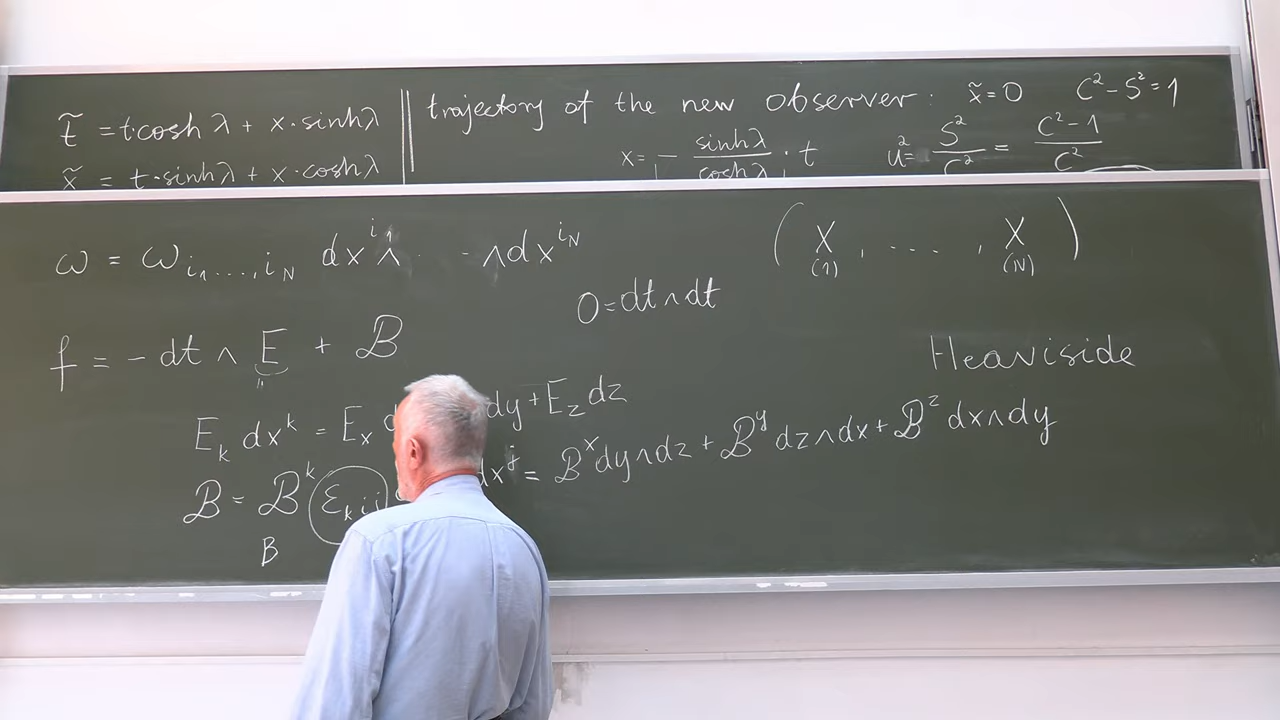 t̃ = t·cosh λ + x·sinh λ
x̃ = t·sinh λ + x·cosh λ
trajectory of the new observer: x̃ = 0 C² - S² = 1
x = - sinh λ / cosh λ · t u² = S² / C² = C² - 1 / C²
ω = ω_{i₁...,i_N} dx^{i₁} ∧ ... ∧ dx^{i_N} ( X_(1) , .... , X_(N) )
0 = dt ∧ dt
f = - dt ∧ E + B
Heaviside
E_k dx^k = E_x d dy + E_z dz
B = B^k ε_{kij} dx^j = B^x dy∧dz + B^y dz∧dx + B^z dx∧dy
B